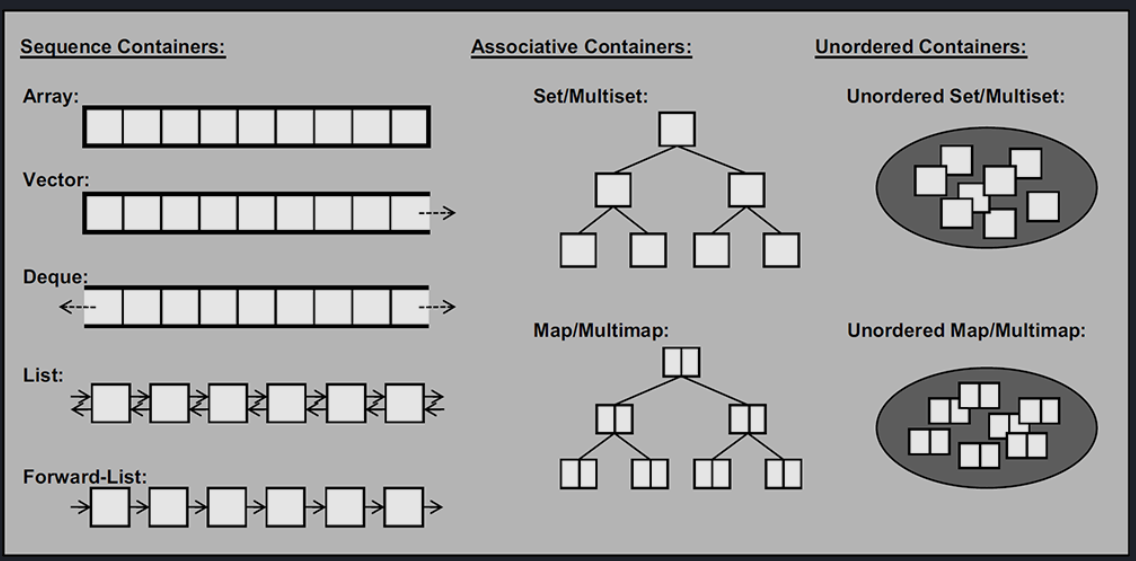 Sequence Containers:
Array:
Vector:
Deque:
List:
Forward-List:
Associative Containers:
Set/Multiset:
Map/Multimap:
Unordered Containers:
Unordered Set/Multiset:
Unordered Map/Multimap: